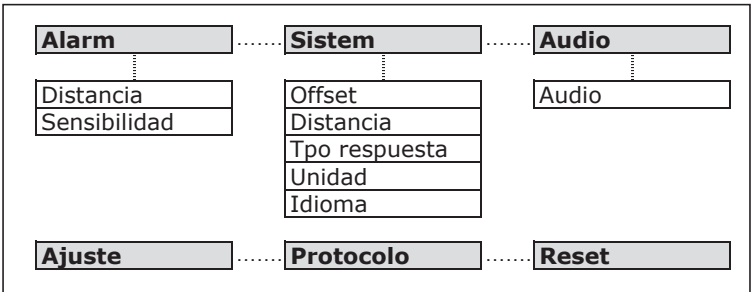 Alarm ....... Sistem ....... Audio
Distancia Offset Audio
Sensibilidad Distancia
Tpo respuesta
Unidad
Idioma
Ajuste ....... Protocolo ....... Reset